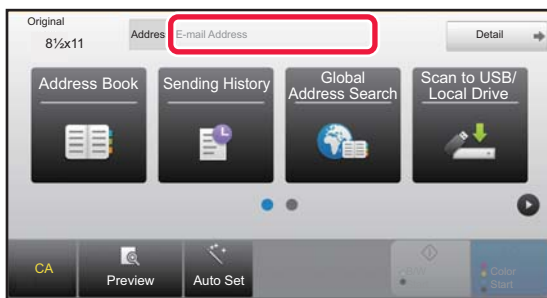 Original
8½x11
Addres
E-mail Address
Detail
Address Book
Sending History
Global
Address Search
Scan to USB/
Local Drive
CA
Preview
Auto Set
B/W
Start
Color
Start